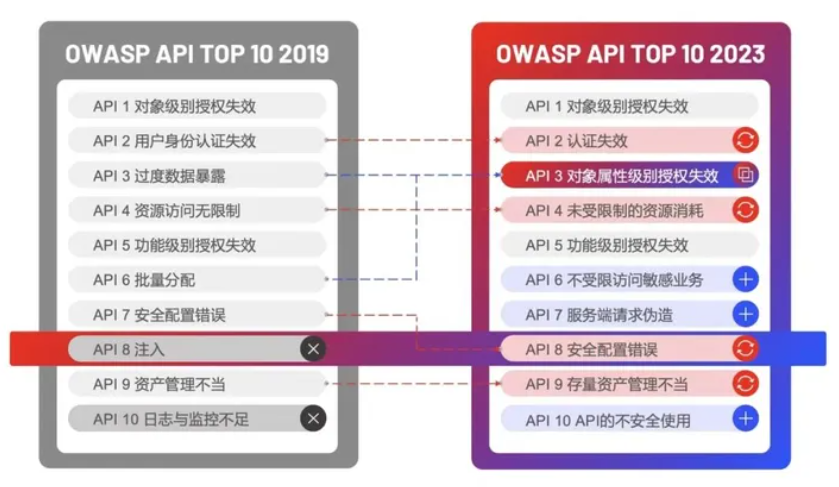 OWASP API TOP 10 2019
API 1 对象级别授权失效
API 2 用户身份认证失效
API 3 过度数据暴露
API 4 资源访问无限制
API 5 功能级别授权失效
API 6 批量分配
API 7 安全配置错误
API 8 注入
API 9 资产管理不当
API 10 日志与监控不足
OWASP API TOP 10 2023
API 1 对象级别授权失效
API 2 认证失效
API 3 对象属性级别授权失效
API 4 未受限制的资源消耗
API 5 功能级别授权失效
API 6 不受限访问敏感业务
API 7 服务端请求伪造
API 8 安全配置错误
API 9 存量资产管理不当
API 10 API的不安全使用